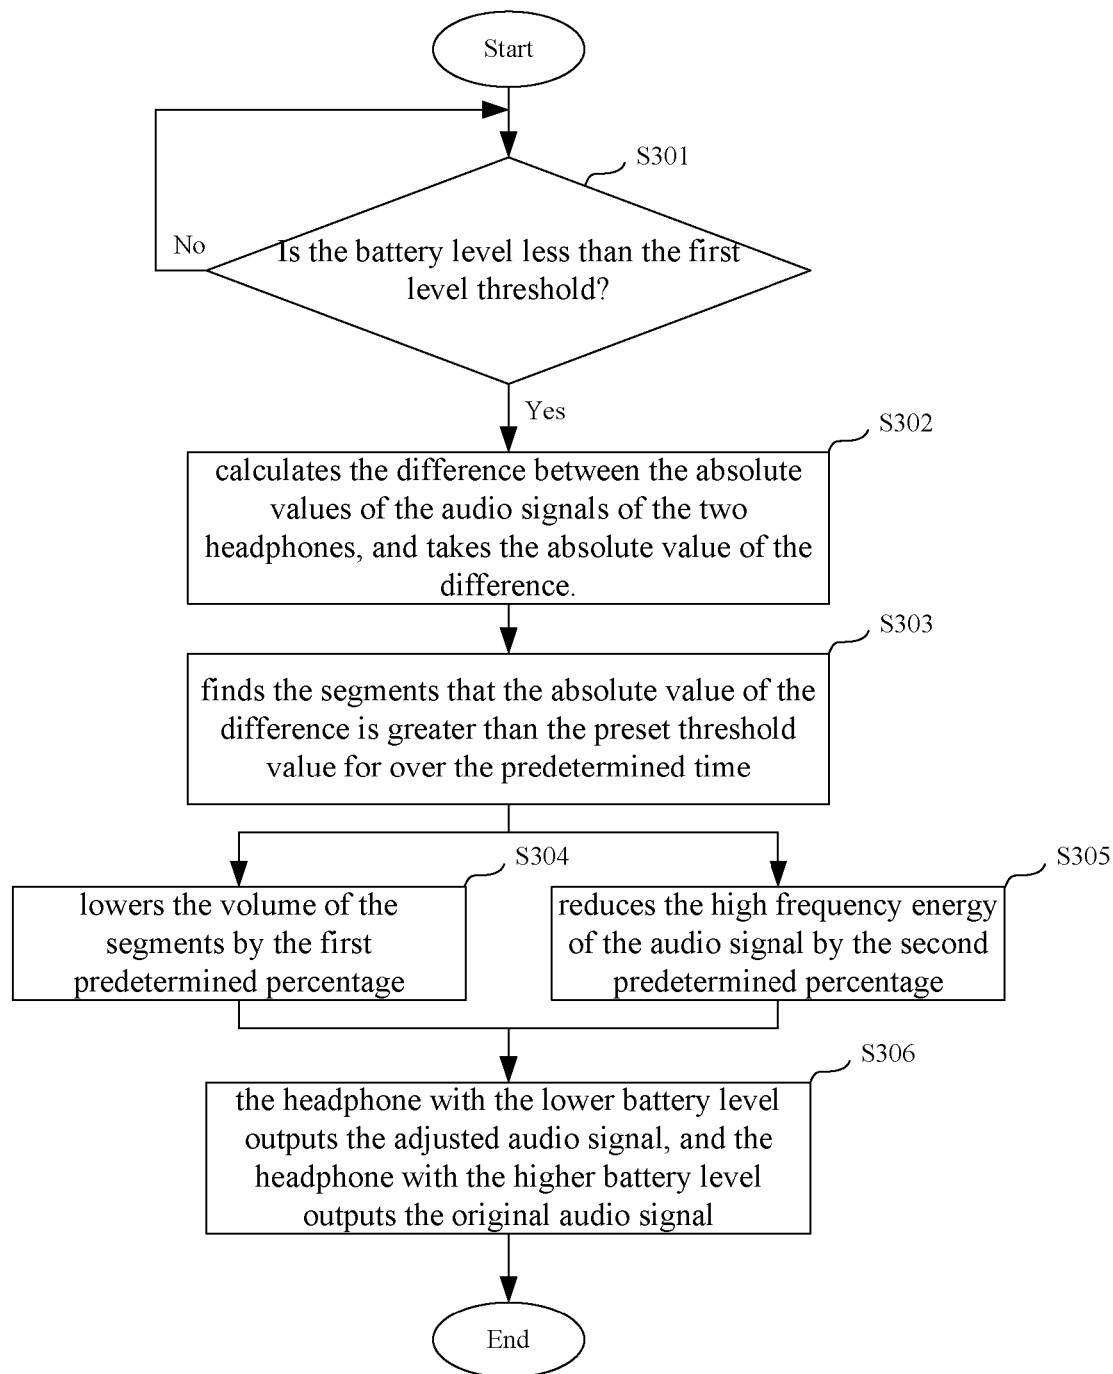 Start
S301
No
Is the battery level less than the first
level threshold?
Yes
S302
calculates the difference between the absolute
values of the audio signals of the two
headphones, and takes the absolute value of the
difference.
S303
finds the segments that the absolute value of the
difference is greater than the preset threshold
value for over the predetermined time
S304
lowers the volume of the
segments by the first
predetermined percentage
S305
reduces the high frequency energy
of the audio signal by the second
predetermined percentage
S306
the headphone with the lower battery level
outputs the adjusted audio signal, and the
headphone with the higher battery level
outputs the original audio signal
End